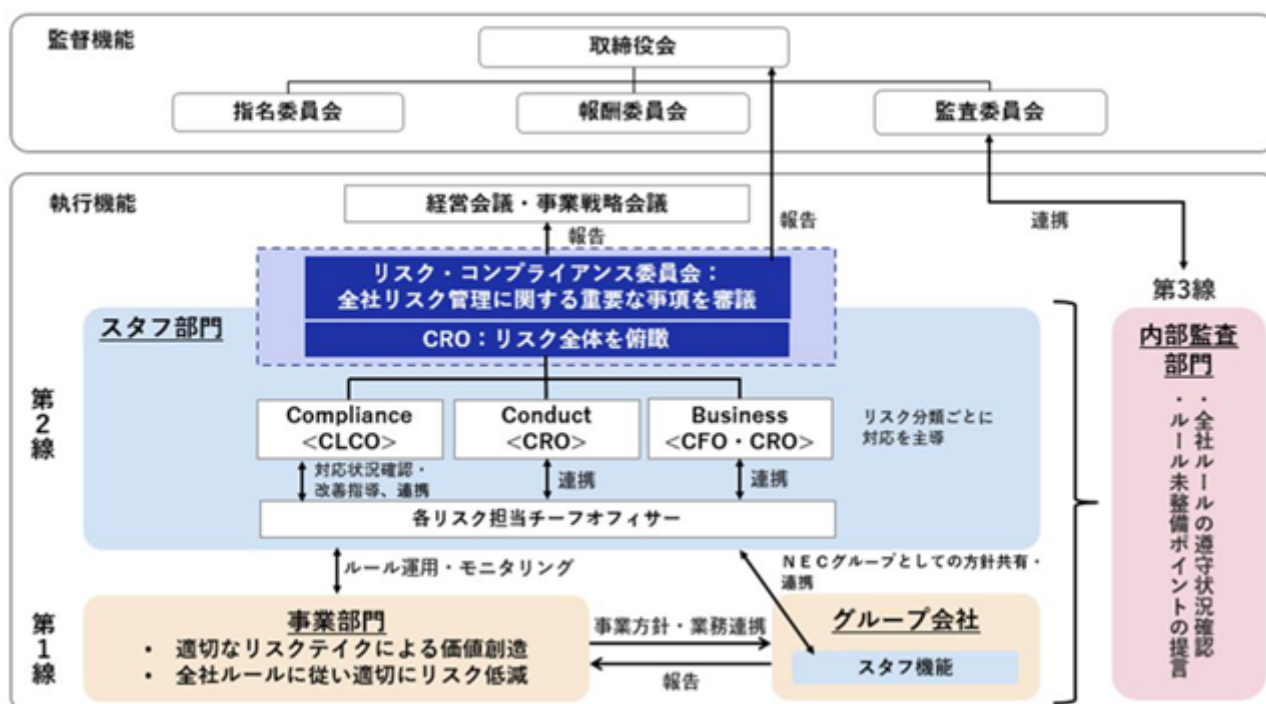 監督機能
取締役会
指名委員会
報酬委員会
監査委員会
執行機能
経営会議・事業戦略会議
報告
報告
連携
リスク・コンプライアンス委員会:
全社リスク管理に関する重要な事項を審議
CRO:リスク全体を俯瞰
スタフ部門
第2線
Compliance
<CLCO>
Conduct
<CRO>
Business
<CFO・CRO>
リスク分類ごとに
対応を主導
対応状況確認・
改善指導、連携
連携
連携
各リスク担当チーフオフィサー
ルール運用・モニタリング
NECグループとしての方針共有・
連携
第1線
事業部門
・ 適切なリスクテイクによる価値創造
・ 全社ルールに従い適切にリスク低減
事業方針・業務連携
報告
グループ会社
スタフ機能
第3線
内部監査
部門
・全社ルールの遵守状況確認
・ルール未整備ポイントの提言